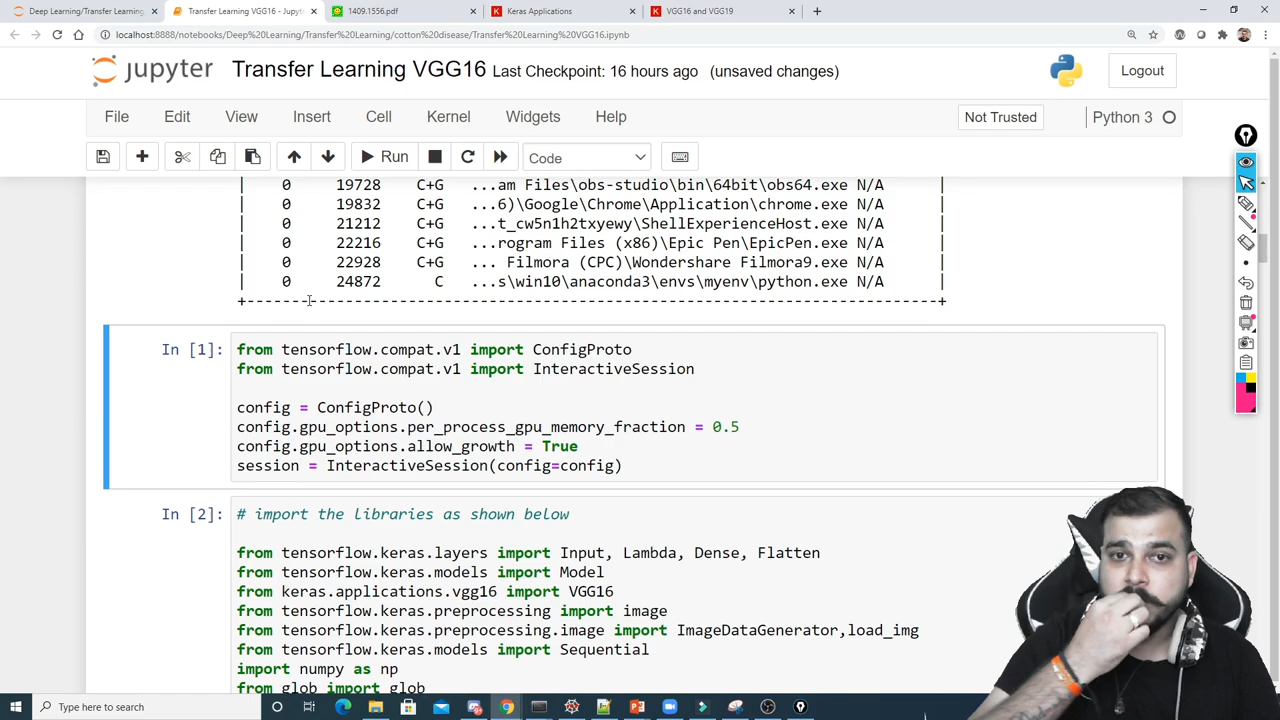 Deep Learning/Transfer Learning
Transfer Learning VGG16 - Jupyte
1409.1556.pdf
Keras Applications
VGG16 and VGG19
localhost:8888/notebooks/Deep%20Learning/Transfer%20Learning/cotton%20disease/Transfer%20Learning%20VGG16.ipynb
jupyter Transfer Learning VGG16 Last Checkpoint: 16 hours ago (unsaved changes)
Logout
File Edit View Insert Cell Kernel Widgets Help
Not Trusted
Python 3
Run
Code
| 0 19728 C+G ...am Files\obs-studio\bin\64bit\obs64.exe N/A |
| 0 19832 C+G ...6)\Google\Chrome\Application\chrome.exe N/A |
| 0 21212 C+G ...t_cw5n1h2txyewy\ShellExperienceHost.exe N/A |
| 0 22216 C+G ...rogram Files (x86)\Epic Pen\EpicPen.exe N/A |
| 0 22928 C+G ... Filmora (CPC)\Wondershare Filmora9.exe N/A |
| 0 24872 C ...s\win10\anaconda3\envs\myenv\python.exe N/A |
+-----------------------------------------------------------------------------+
In [1]: from tensorflow.compat.v1 import ConfigProto
from tensorflow.compat.v1 import InteractiveSession
config = ConfigProto()
config.gpu_options.per_process_gpu_memory_fraction = 0.5
config.gpu_options.allow_growth = True
session = InteractiveSession(config=config)
In [2]: # import the libraries as shown below
from tensorflow.keras.layers import Input, Lambda, Dense, Flatten
from tensorflow.keras.models import Model
from keras.applications.vgg16 import VGG16
from tensorflow.keras.preprocessing import image
from tensorflow.keras.preprocessing.image import ImageDataGenerator,load_img
from tensorflow.keras.models import Sequential
import numpy as np
from glob import glob
Type here to search